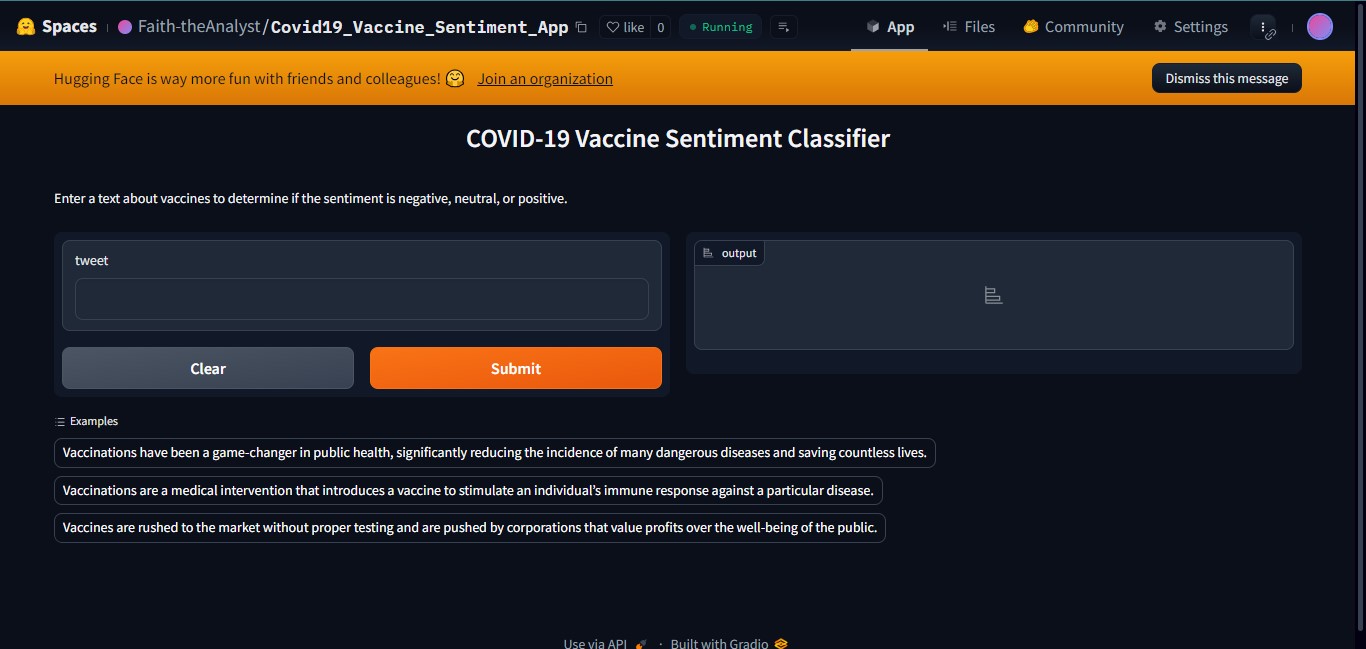 Spaces Faith-theAnalyst/Covid19_Vaccine_Sentiment_App like 0 Running App Files Community Settings
Hugging Face is way more fun with friends and colleagues! 🤗 Join an organization Dismiss this message
COVID-19 Vaccine Sentiment Classifier
Enter a text about vaccines to determine if the sentiment is negative, neutral, or positive.
tweet
output
Clear Submit
Examples
Vaccinations have been a game-changer in public health, significantly reducing the incidence of many dangerous diseases and saving countless lives.
Vaccinations are a medical intervention that introduces a vaccine to stimulate an individual’s immune response against a particular disease.
Vaccines are rushed to the market without proper testing and are pushed by corporations that value profits over the well-being of the public.
Use via API 🚀 · Built with Gradio